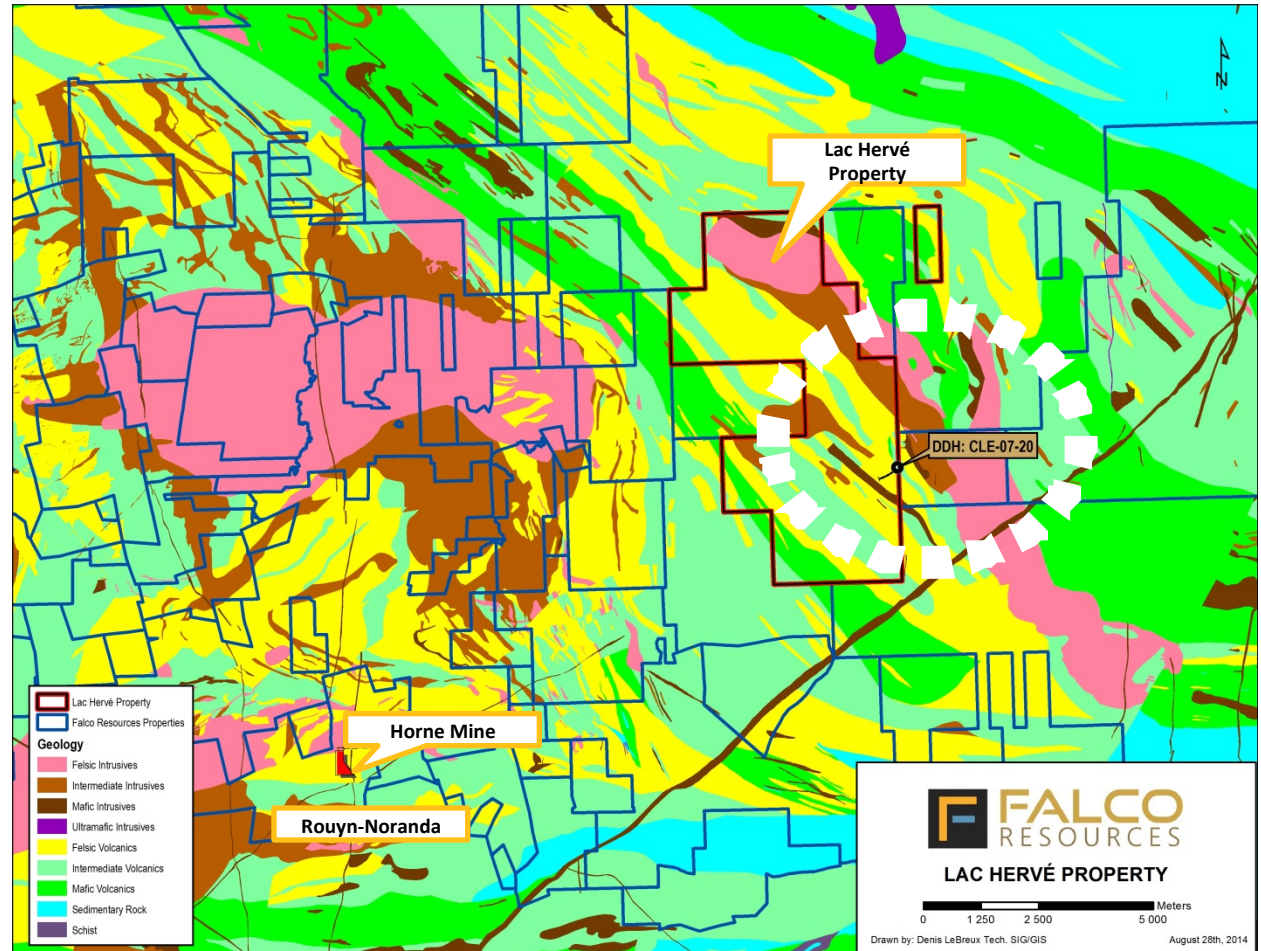 Lac Hervé
Property
DDH: CLE-07-20
Horne Mine
Rouyn-Noranda
Lac Hervé Property
Falco Resources Properties
Geology
Felsic Intrusives
Intermediate Intrusives
Mafic Intrusives
Ultramafic Intrusives
Felsic Volcanics
Intermediate Volcanics
Mafic Volcanics
Sedimentary Rock
Schist
N
FALCO
RESOURCES
LAC HERVÉ PROPERTY
Meters
0 1 250 2 500 5 000
Drawn by: Denis LeBreux Tech. SIG/GIS August 28th, 2014